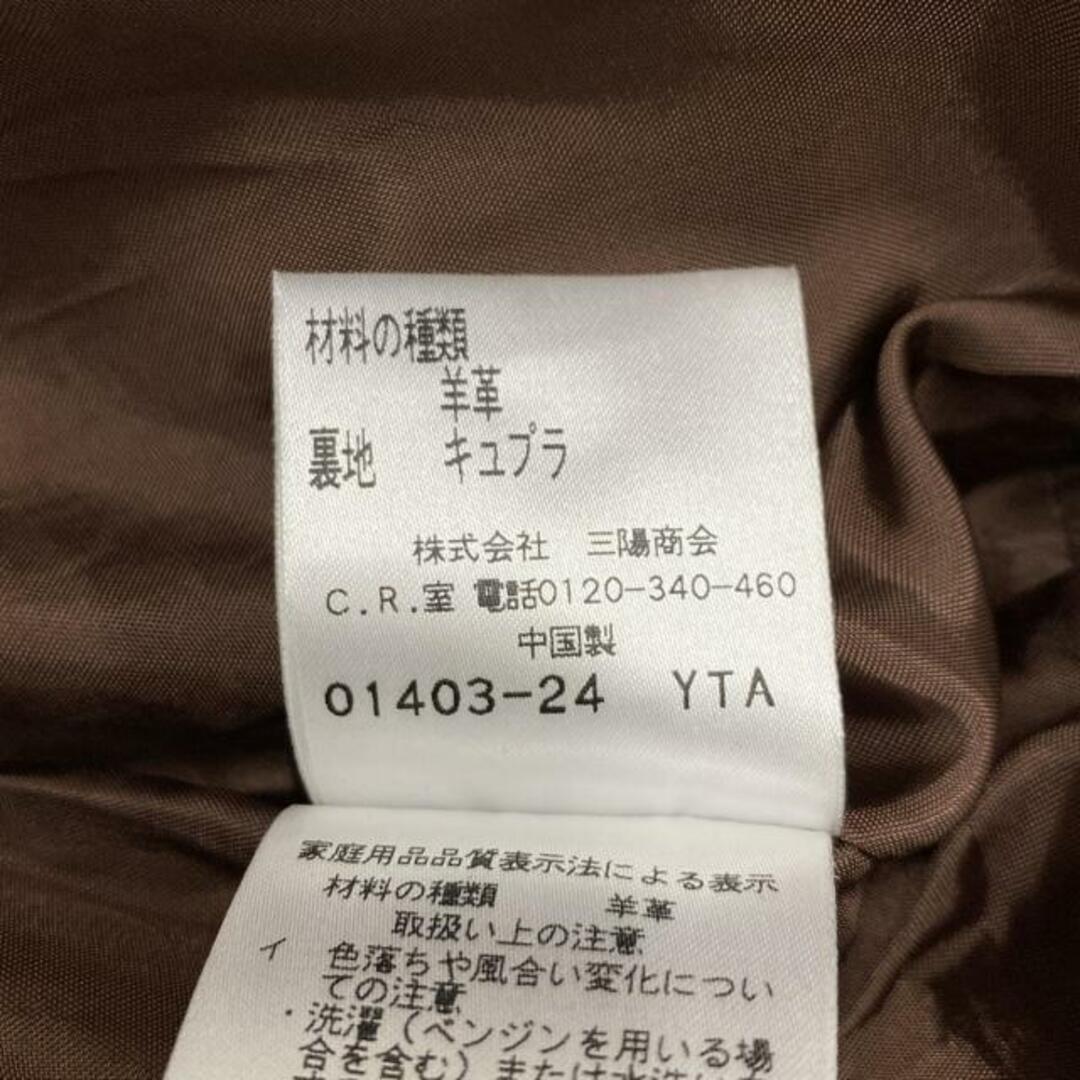 材料の種類
羊革
裏地 キュプラ
株式会社 三陽商会
C.R.室 電話0120-340-460
中国製
01403-24 YTA
家庭用品品質表示法による表示
材料の種類 羊革
取扱い上の注意
イ 色落ちや風合い変化につい
ての注意
・洗濯(ベンジンを用いる場
合を含む)または水洗い